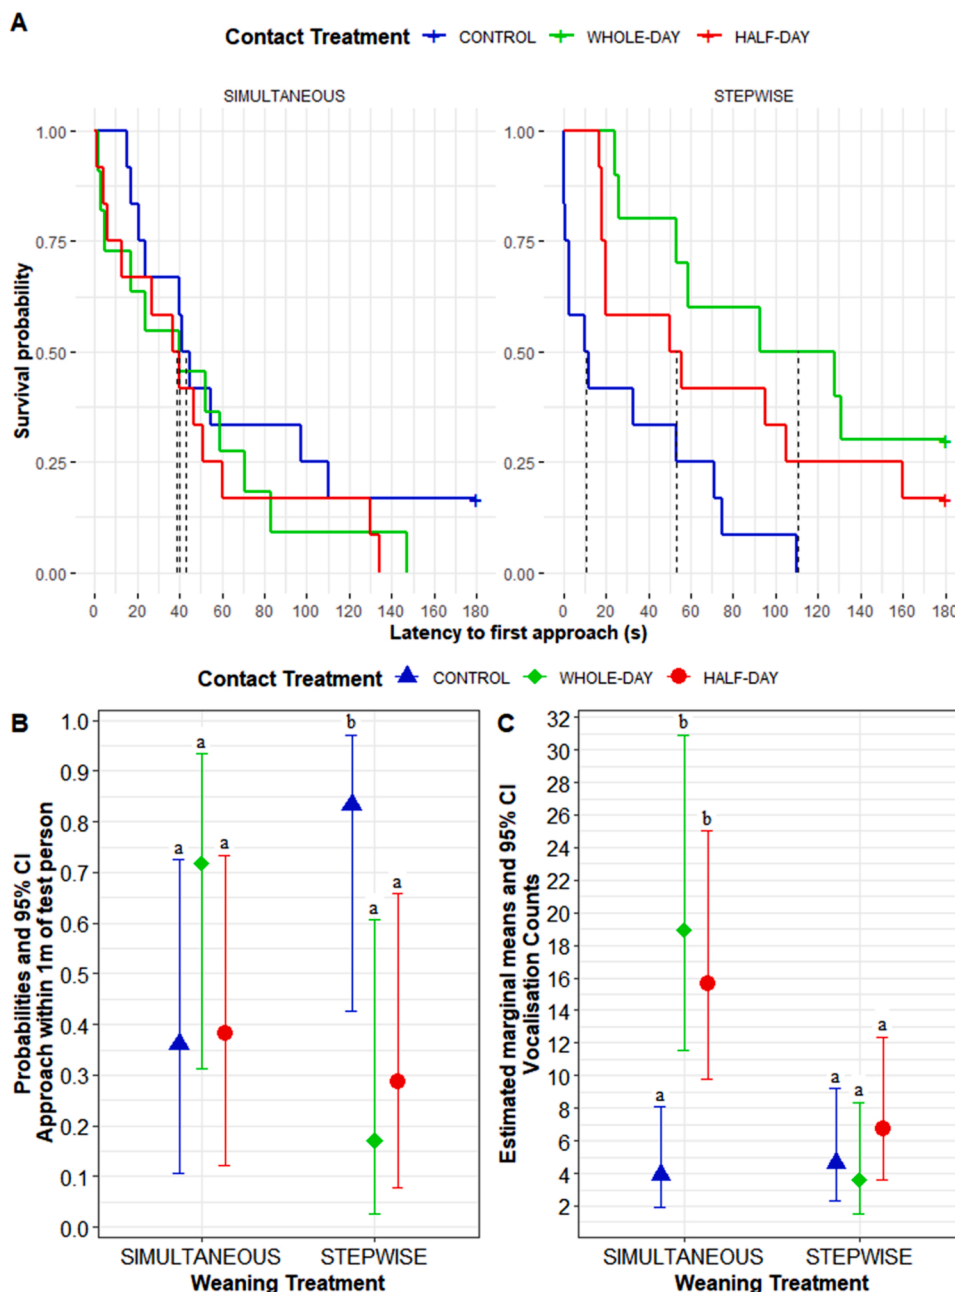 A
Contact Treatment CONTROL WHOLE-DAY HALF-DAY
SIMULTANEOUS STEPWISE
Survival probability
1.00 1.00
0.75 0.75
0.50 0.50
0.25 0.25
0.00 0.00
0 20 40 60 80 100 120 140 160 180 0 20 40 60 80 100 120 140 160 180
Latency to first approach (s)
Contact Treatment CONTROL WHOLE-DAY HALF-DAY
B
Probabilities and 95% CI
Approach within 1m of test person
1.0
0.9
0.8
0.7
0.6
0.5
0.4
0.3
0.2
0.1
0.0
a a a b a a
SIMULTANEOUS STEPWISE
Weaning Treatment
C
Estimated marginal means and 95% CI
Vocalisation Counts
32
30
28
26
24
22
20
18
16
14
12
10
8
6
4
2
a b b a a a
SIMULTANEOUS STEPWISE
Weaning Treatment